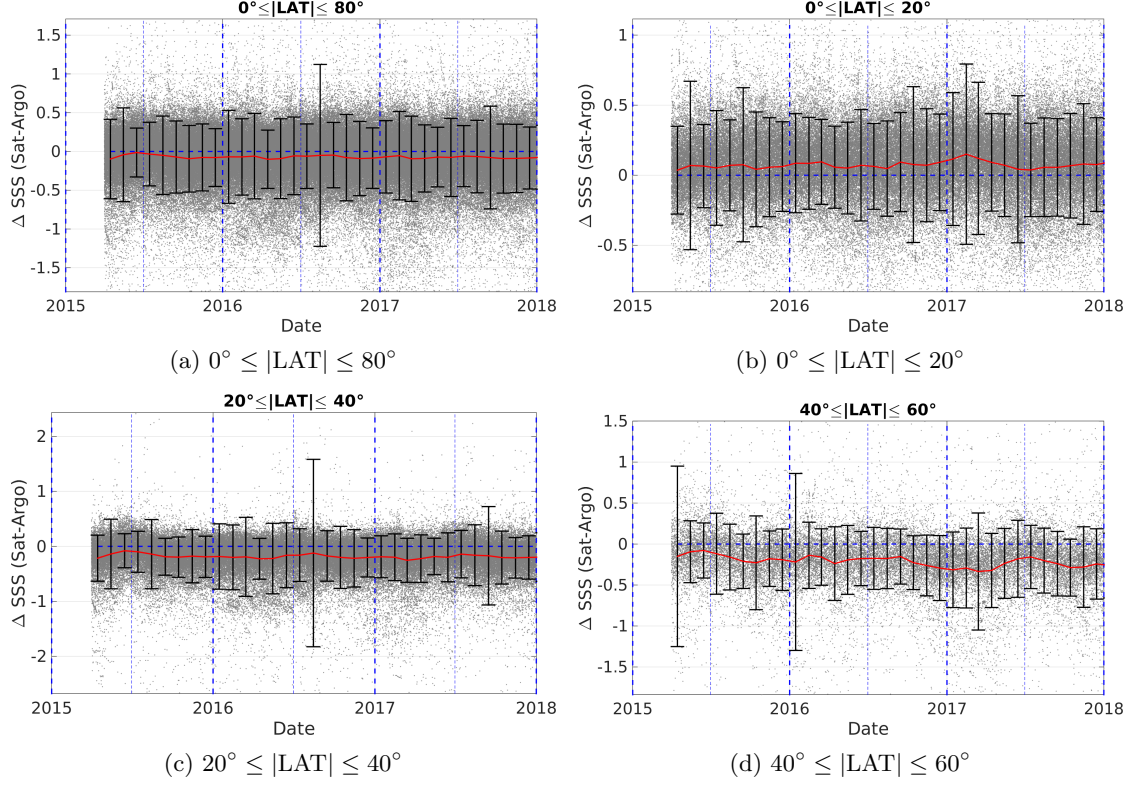 0°≤|LAT|≤ 80°
Δ SSS (Sat-Argo)
1.5
1
0.5
0
-0.5
-1
-1.5
2015 2016 2017 2018
Date
(a) 0° ≤ |LAT| ≤ 80°
0°≤|LAT|≤ 20°
Δ SSS (Sat-Argo)
1
0.5
0
-0.5
2015 2016 2017 2018
Date
(b) 0° ≤ |LAT| ≤ 20°
20°≤|LAT|≤ 40°
Δ SSS (Sat-Argo)
2
1
0
-1
-2
2015 2016 2017 2018
Date
(c) 20° ≤ |LAT| ≤ 40°
40°≤|LAT|≤ 60°
Δ SSS (Sat-Argo)
1.5
1
0.5
0
-0.5
-1
-1.5
2015 2016 2017 2018
Date
(d) 40° ≤ |LAT| ≤ 60°